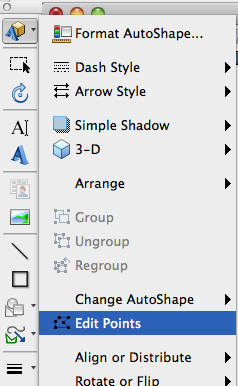 Format AutoShape...
Dash Style
Arrow Style
Simple Shadow
3-D
Arrange
Group
Ungroup
Regroup
Change AutoShape
Edit Points
Align or Distribute
Rotate or Flip